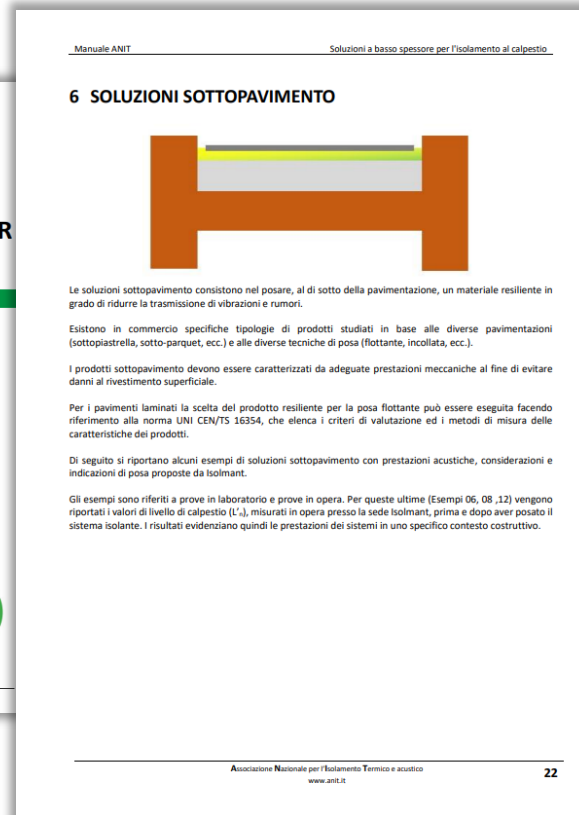 Manuale ANIT
Soluzioni a basso spessore per l'isolamento al calpestio
6 SOLUZIONI SOTTOPAVIMENTO
R
Le soluzioni sottopavimento consistono nel posare, al di sotto della pavimentazione, un materiale resiliente in
grado di ridurre la trasmissione di vibrazioni e rumori.
Esistono in commercio specifiche tipologie di prodotti studiati in base alle diverse pavimentazioni
(sottopiastrella, sotto-parquet, ecc.) e alle diverse tecniche di posa (flottante, incollata, ecc.).
I prodotti sottopavimento devono essere caratterizzati da adeguate prestazioni meccaniche al fine di evitare
danni al rivestimento superficiale.
Per i pavimenti laminati la scelta del prodotto resiliente per la posa flottante può essere eseguita facendo
riferimento alla norma UNI CEN/TS 16354, che elenca i criteri di valutazione ed i metodi di misura delle
caratteristiche dei prodotti.
Di seguito si riportano alcuni esempi di soluzioni sottopavimento con prestazioni acustiche, considerazioni e
indicazioni di posa proposte da Isolmant.
Gli esempi sono riferiti a prove in laboratorio e prove in opera. Per queste ultime (Esempi 06, 08 ,12) vengono
riportati i valori di livello di calpestio (L'n), misurati in opera presso la sede Isolmant, prima e dopo aver posato il
sistema isolante. I risultati evidenziano quindi le prestazioni dei sistemi in uno specifico contesto costruttivo.
Associazione Nazionale per l'Isolamento Termico e acustico
www.anit.it
22